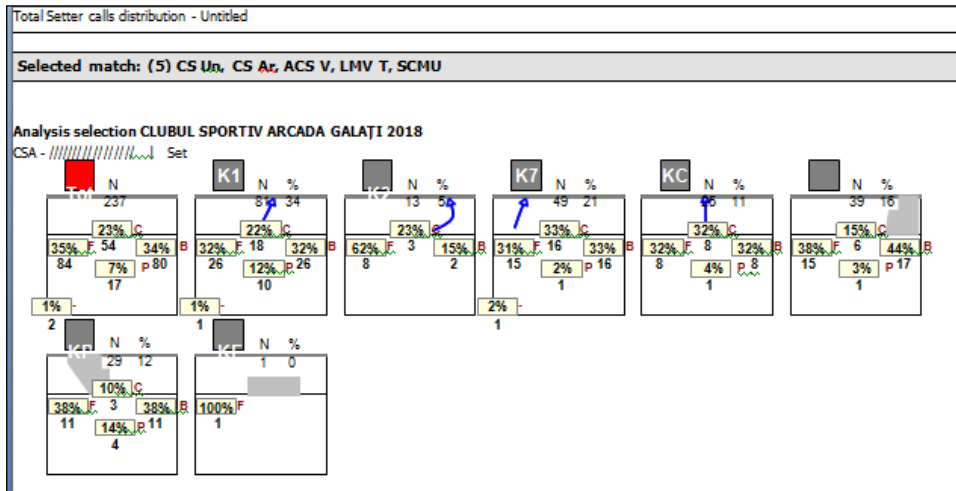 Total Setter calls distribution - Untitled
Selected match: (5) CS Un, CS Ar, ACS V, LMV T, SCMU
Analysis selection CLUBUL SPORTIV ARCADA GALAȚI 2018
CSA - ///////////////// Set
Tot N 237
23% C 54
35% F 84
34% B 80
7% P 17
1% - 2
K1 N % 81 34
22% C 18
32% F 26
32% B 26
12% P 10
1% - 1
K2 N % 13 5
23% C 3
62% F 8
15% B 2
K7 N % 49 21
33% C 16
31% F 15
33% B 16
2% P 1
2% - 1
KC N % 25 11
32% C 8
32% F 8
32% B 8
4% P 1
N % 39 16
15% C 6
38% F 15
44% B 17
3% P 1
KP N % 29 12
10% C 3
38% F 11
38% B 11
14% P 4
N % 1 0
100% F 1